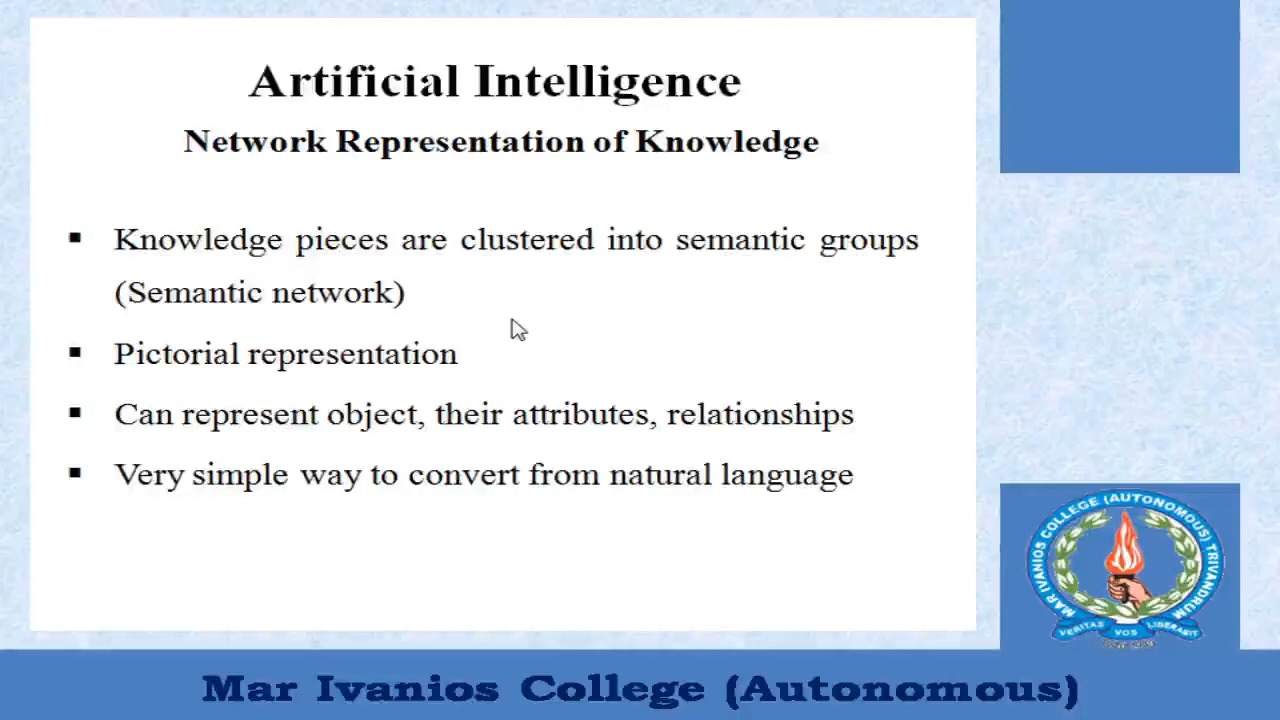 Artificial Intelligence
Network Representation of Knowledge
▪ Knowledge pieces are clustered into semantic groups
(Semantic network)
▪ Pictorial representation
▪ Can represent object, their attributes, relationships
▪ Very simple way to convert from natural language
MAR IVANIOS COLLEGE (AUTONOMOUS) TRIVANDRUM
VERITAS VOS LIBERABIT
Mar Ivanios College (Autonomous)